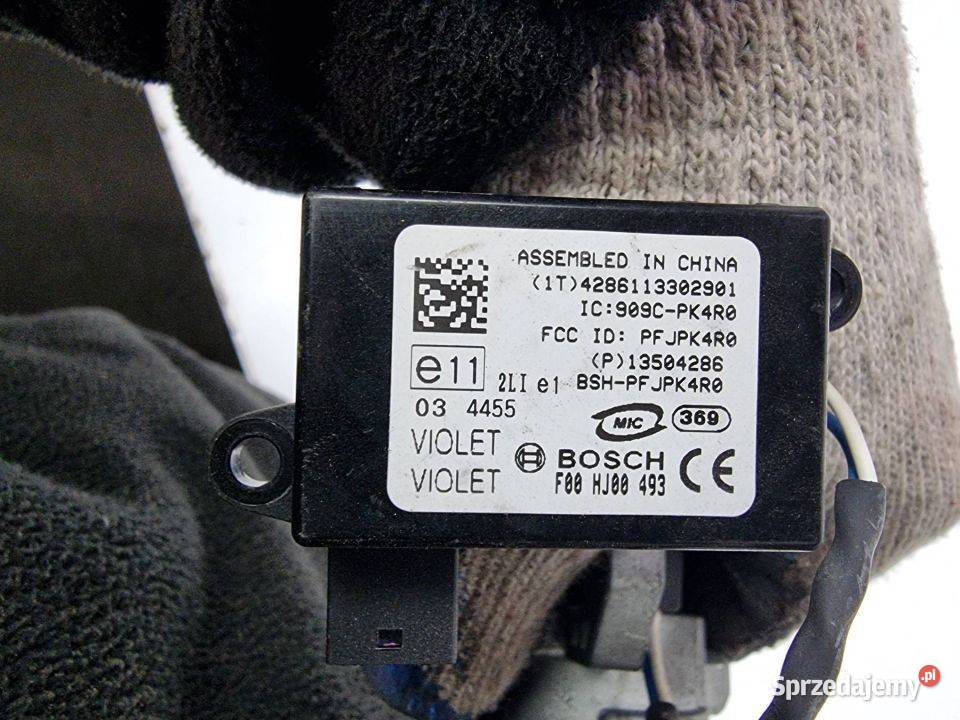 ASSEMBLED IN CHINA
(1T)4286113302901
IC:909C-PK4R0
FCC ID: PFJPK4R0
(P)13504286
e11 2LI e1 BSH-PFJPK4R0
03 4455
MIC 369
VIOLET
VIOLET
BOSCH CE
F00 HJ00 493
Sprzedajemy.pl